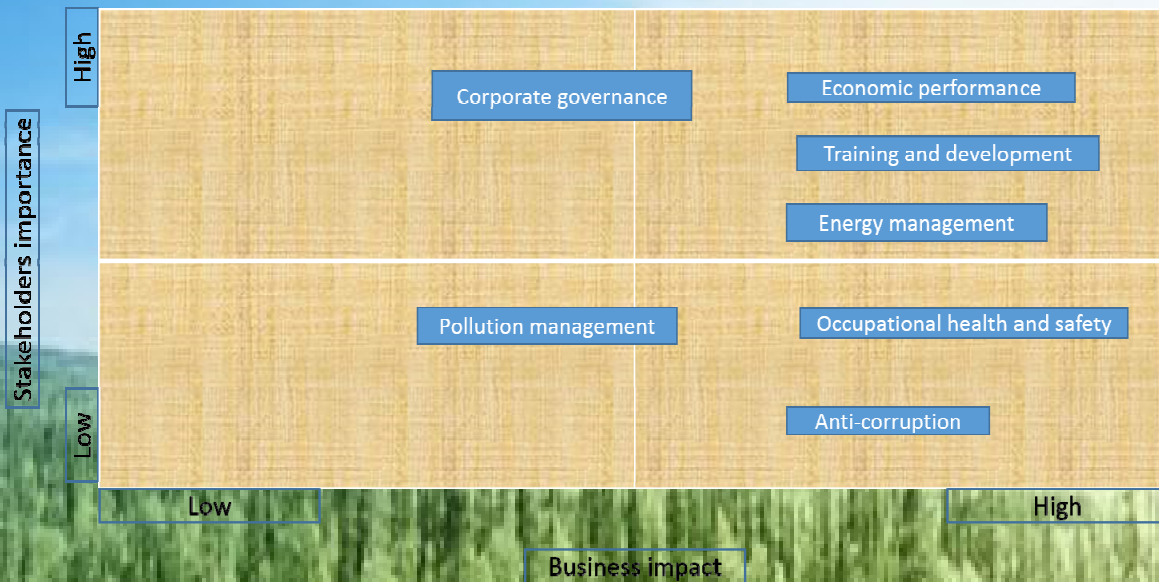 High
Corporate governance
Economic performance
Training and development
Stakeholders importance
Energy management
Pollution management
Occupational health and safety
Low
Anti-corruption
Low
High
Business impact